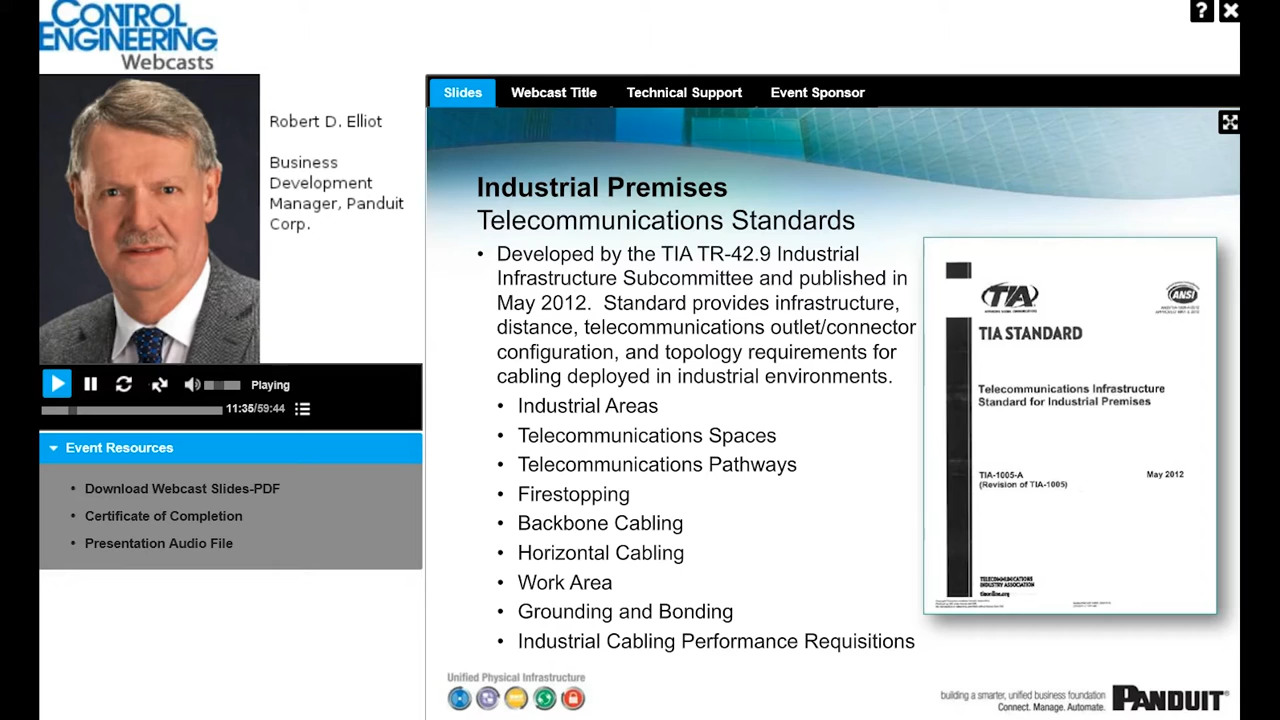 CONTROL
ENGINEERING
Webcasts
?
Robert D. Elliot
Business
Development
Manager, Panduit
Corp.
Playing
11:35/59:44
Event Resources
• Download Webcast Slides-PDF
• Certificate of Completion
• Presentation Audio File
Slides Webcast Title Technical Support Event Sponsor
Industrial Premises
Telecommunications Standards
• Developed by the TIA TR-42.9 Industrial
Infrastructure Subcommittee and published in
May 2012. Standard provides infrastructure,
distance, telecommunications outlet/connector
configuration, and topology requirements for
cabling deployed in industrial environments.
• Industrial Areas
• Telecommunications Spaces
• Telecommunications Pathways
• Firestopping
• Backbone Cabling
• Horizontal Cabling
• Work Area
• Grounding and Bonding
• Industrial Cabling Performance Requisitions
TIA
ANSI
TIA STANDARD
Telecommunications Infrastructure
Standard for Industrial Premises
TIA-1005-A
(Revision of TIA-1005)
May 2012
TELECOMMUNICATIONS
INDUSTRY ASSOCIATION
tiaonline.org
Unified Physical Infrastructure
building a smarter, unified business foundation
Connect. Manage. Automate.
PANDUIT